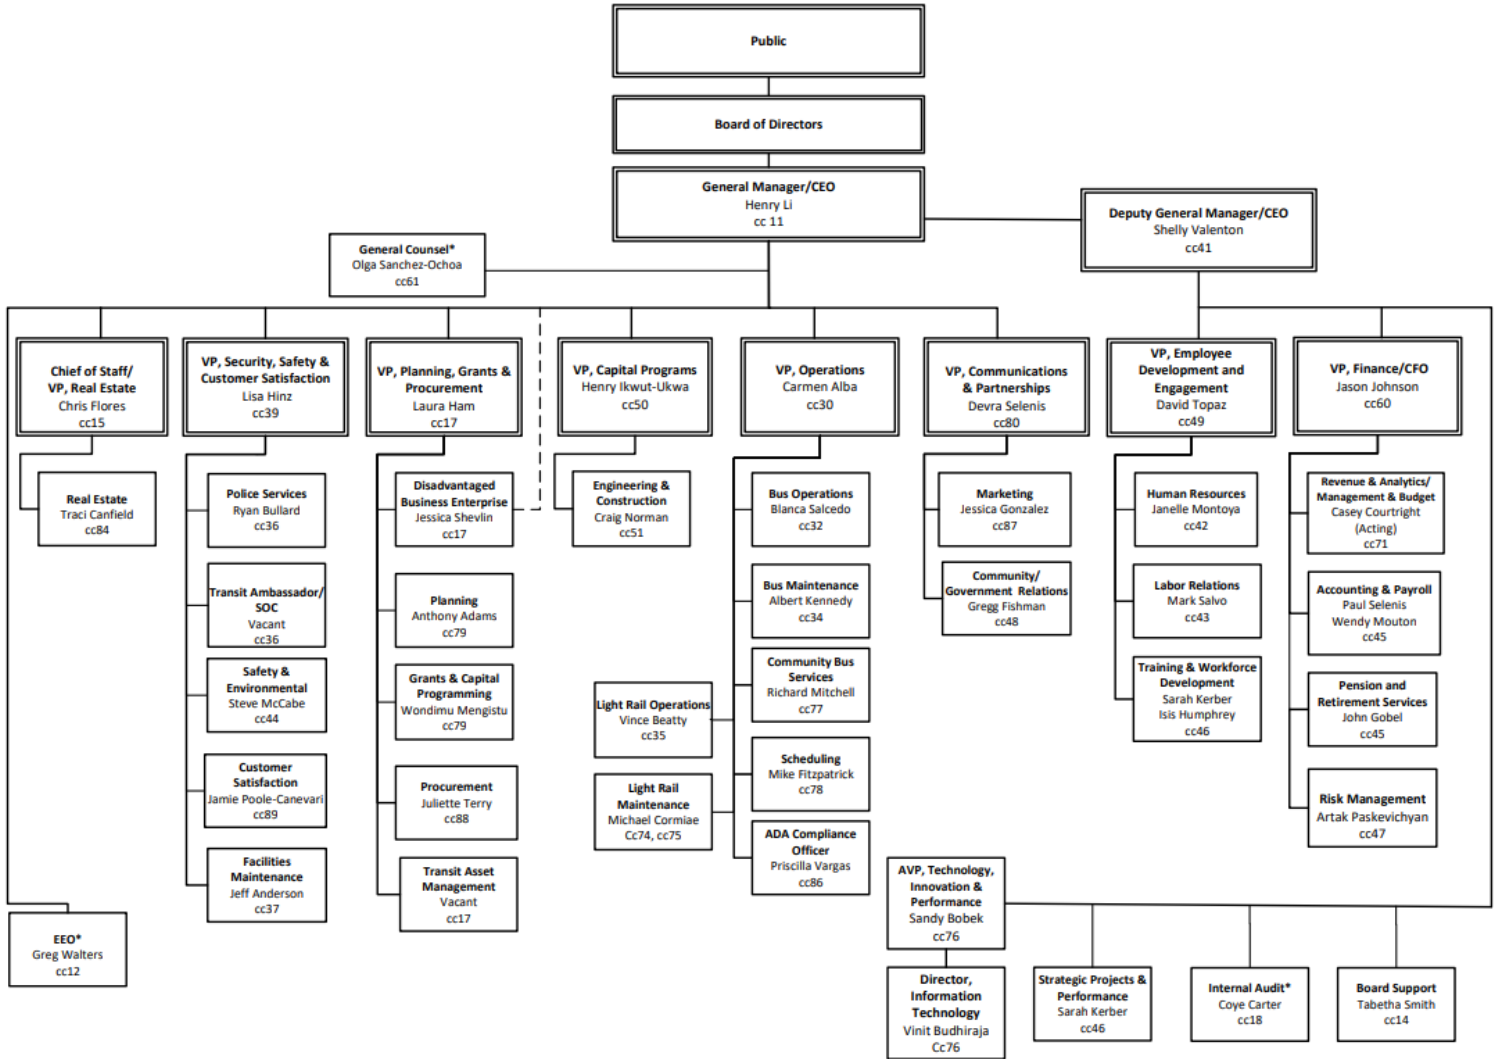 Public
Board of Directors
General Manager/CEO
Henry Li
cc 11
Deputy General Manager/CEO
Shelly Valenton
cc41
General Counsel*
Olga Sanchez-Ochoa
cc61
Chief of Staff/
VP, Real Estate
Chris Flores
cc15
VP, Security, Safety &
Customer Satisfaction
Lisa Hinz
cc39
VP, Planning, Grants &
Procurement
Laura Ham
cc17
VP, Capital Programs
Henry Ikwut-Ukwa
cc50
VP, Operations
Carmen Alba
cc30
VP, Communications
& Partnerships
Devra Selenis
cc80
VP, Employee
Development and
Engagement
David Topaz
cc49
VP, Finance/CFO
Jason Johnson
cc60
Real Estate
Traci Canfield
cc84
Police Services
Ryan Bullard
cc36
Transit Ambassador/
SOC
Vacant
cc36
Safety &
Environmental
Steve McCabe
cc44
Customer
Satisfaction
Jamie Poole-Canevari
cc89
Facilities
Maintenance
Jeff Anderson
cc37
Disadvantaged
Business Enterprise
Jessica Shevlin
cc17
Planning
Anthony Adams
cc79
Grants & Capital
Programming
Wondimu Mengistu
cc79
Procurement
Juliette Terry
cc88
Transit Asset
Management
Vacant
cc17
Engineering &
Construction
Craig Norman
cc51
Light Rail Operations
Vince Beatty
cc35
Light Rail
Maintenance
Michael Cormiae
Cc74, cc75
Bus Operations
Blanca Salcedo
cc32
Bus Maintenance
Albert Kennedy
cc34
Community Bus
Services
Richard Mitchell
cc77
Scheduling
Mike Fitzpatrick
cc78
ADA Compliance
Officer
Priscilla Vargas
cc86
Marketing
Jessica Gonzalez
cc87
Community/
Government Relations
Gregg Fishman
cc48
Human Resources
Janelle Montoya
cc42
Labor Relations
Mark Salvo
cc43
Training & Workforce
Development
Sarah Kerber
Isis Humphrey
cc46
Revenue & Analytics/
Management & Budget
Casey Courtright
(Acting)
cc71
Accounting & Payroll
Paul Selenis
Wendy Mouton
cc45
Pension and
Retirement Services
John Gobel
cc45
Risk Management
Artak Paskevichyan
cc47
EEO*
Greg Walters
cc12
AVP, Technology,
Innovation &
Performance
Sandy Bobek
cc76
Director,
Information
Technology
Vinit Budhiraja
Cc76
Strategic Projects &
Performance
Sarah Kerber
cc46
Internal Audit*
Coye Carter
cc18
Board Support
Tabetha Smith
cc14